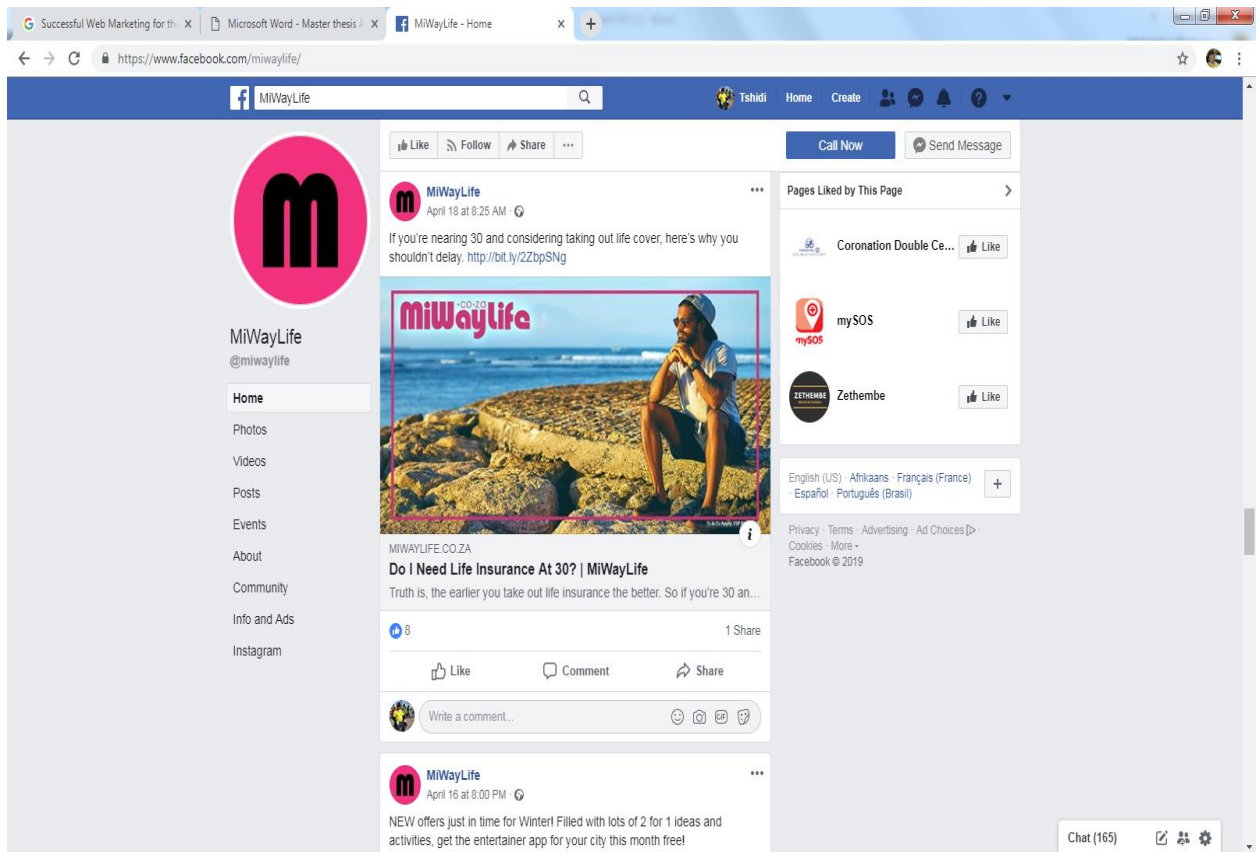 Successful Web Marketing for th
Microsoft Word - Master thesis A
MiWayLife - Home
https://www.facebook.com/miwaylife/
MiWayLife
Tshidi Home Create
Like Follow Share ...
Call Now Send Message
m
MiWayLife
@miwaylife
Home
Photos
Videos
Posts
Events
About
Community
Info and Ads
Instagram
m
MiWayLife
April 18 at 8:25 AM ·
If you're nearing 30 and considering taking out life cover, here's why you
shouldn't delay. http://bit.ly/2ZbpSNg
.co.za
MiWayLife
Ts & Cs Apply.
MIWAYLIFE.CO.ZA
Do I Need Life Insurance At 30? | MiWayLife
Truth is, the earlier you take out life insurance the better. So if you're 30 an...
8 1 Share
Like Comment Share
Write a comment...
GIF
m
MiWayLife
April 16 at 8:00 PM ·
NEW offers just in time for Winter! Filled with lots of 2 for 1 ideas and
activities, get the entertainer app for your city this month free!
Pages Liked by This Page
Coronation Double Ce... Like
mySOS
mySOS Like
ZETHEMBE
Zethembe Like
English (US) · Afrikaans · Français (France)
· Español · Português (Brasil)
Privacy · Terms · Advertising · Ad Choices ·
Cookies · More
Facebook © 2019
Chat (165)